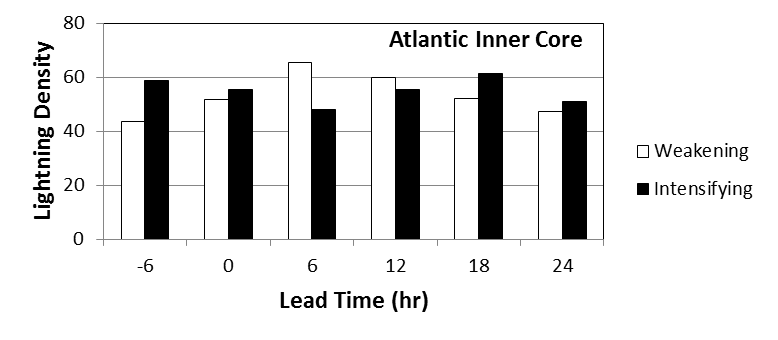 Atlantic Inner Core
Lightning Density
80
60
40
20
0
-6 0 6 12 18 24
Lead Time (hr)
Weakening
Intensifying